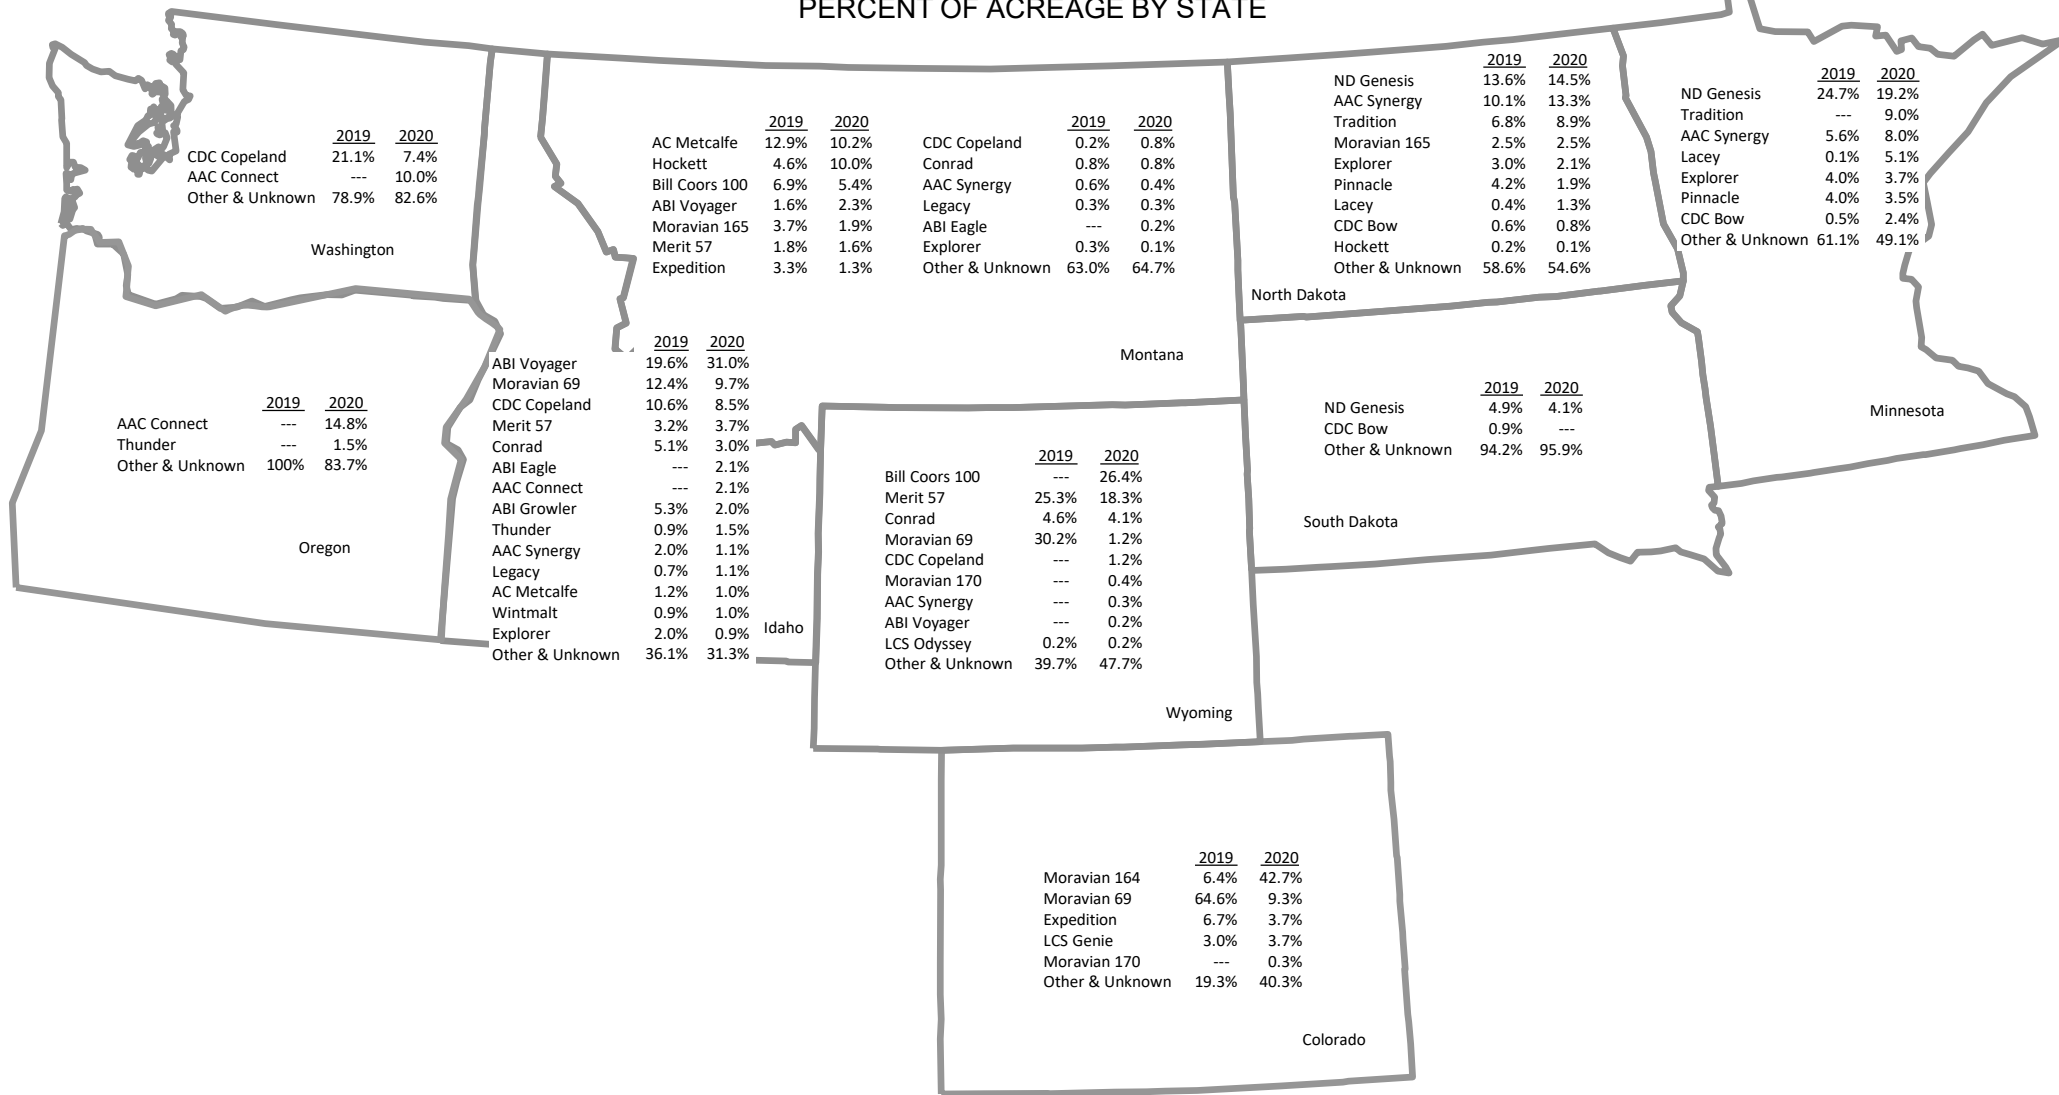 PERCENT OF ACREAGE BY STATE
2019 2020
CDC Copeland 21.1% 7.4%
AAC Connect --- 10.0%
Other & Unknown 78.9% 82.6%
Washington
2019 2020
AC Metcalfe 12.9% 10.2%
Hockett 4.6% 10.0%
Bill Coors 100 6.9% 5.4%
ABI Voyager 1.6% 2.3%
Moravian 165 3.7% 1.9%
Merit 57 1.8% 1.6%
Expedition 3.3% 1.3%
2019 2020
CDC Copeland 0.2% 0.8%
Conrad 0.8% 0.8%
AAC Synergy 0.6% 0.4%
Legacy 0.3% 0.3%
ABI Eagle --- 0.2%
Explorer 0.3% 0.1%
Other & Unknown 63.0% 64.7%
Montana
2019 2020
ND Genesis 13.6% 14.5%
AAC Synergy 10.1% 13.3%
Tradition 6.8% 8.9%
Moravian 165 2.5% 2.5%
Explorer 3.0% 2.1%
Pinnacle 4.2% 1.9%
Lacey 0.4% 1.3%
CDC Bow 0.6% 0.8%
Hockett 0.2% 0.1%
Other & Unknown 58.6% 54.6%
North Dakota
2019 2020
ND Genesis 24.7% 19.2%
Tradition --- 9.0%
AAC Synergy 5.6% 8.0%
Lacey 0.1% 5.1%
Explorer 4.0% 3.7%
Pinnacle 4.0% 3.5%
CDC Bow 0.5% 2.4%
Other & Unknown 61.1% 49.1%
Minnesota
2019 2020
AAC Connect --- 14.8%
Thunder --- 1.5%
Other & Unknown 100% 83.7%
Oregon
2019 2020
ABI Voyager 19.6% 31.0%
Moravian 69 12.4% 9.7%
CDC Copeland 10.6% 8.5%
Merit 57 3.2% 3.7%
Conrad 5.1% 3.0%
ABI Eagle --- 2.1%
AAC Connect --- 2.1%
ABI Growler 5.3% 2.0%
Thunder 0.9% 1.5%
AAC Synergy 2.0% 1.1%
Legacy 0.7% 1.1%
AC Metcalfe 1.2% 1.0%
Wintmalt 0.9% 1.0%
Explorer 2.0% 0.9%
Other & Unknown 36.1% 31.3%
Idaho
2019 2020
Bill Coors 100 --- 26.4%
Merit 57 25.3% 18.3%
Conrad 4.6% 4.1%
Moravian 69 30.2% 1.2%
CDC Copeland --- 1.2%
Moravian 170 --- 0.4%
AAC Synergy --- 0.3%
ABI Voyager --- 0.2%
LCS Odyssey 0.2% 0.2%
Other & Unknown 39.7% 47.7%
Wyoming
2019 2020
ND Genesis 4.9% 4.1%
CDC Bow 0.9% ---
Other & Unknown 94.2% 95.9%
South Dakota
2019 2020
Moravian 164 6.4% 42.7%
Moravian 69 64.6% 9.3%
Expedition 6.7% 3.7%
LCS Genie 3.0% 3.7%
Moravian 170 --- 0.3%
Other & Unknown 19.3% 40.3%
Colorado